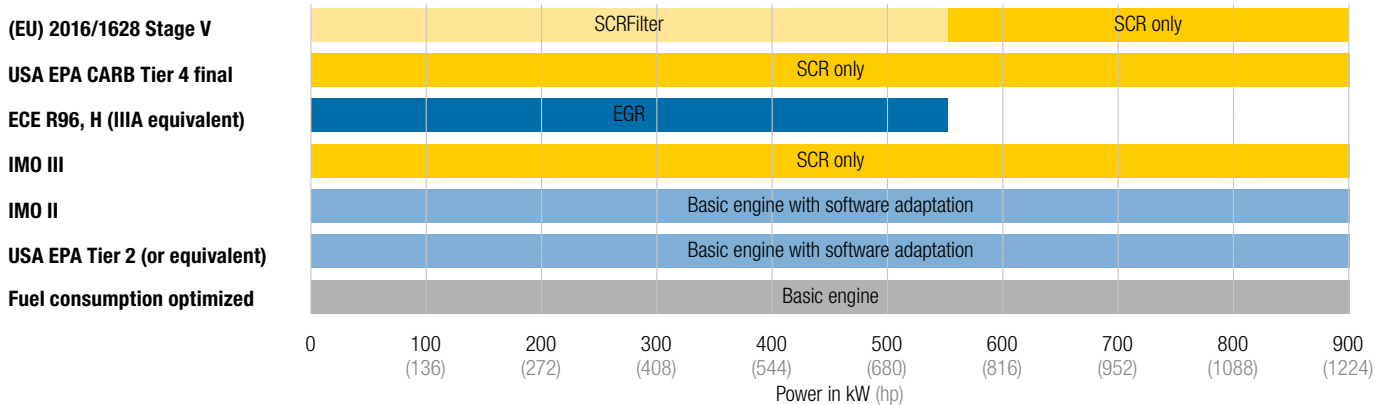 (EU) 2016/1628 Stage V SCRFilter SCR only
USA EPA CARB Tier 4 final SCR only
ECE R96, H (IIIA equivalent) EGR
IMO III SCR only
IMO II Basic engine with software adaptation
USA EPA Tier 2 (or equivalent) Basic engine with software adaptation
Fuel consumption optimized Basic engine
0 100 200 300 400 500 600 700 800 900
(136) (272) (408) (544) (680) (816) (952) (1088) (1224)
Power in kW (hp)